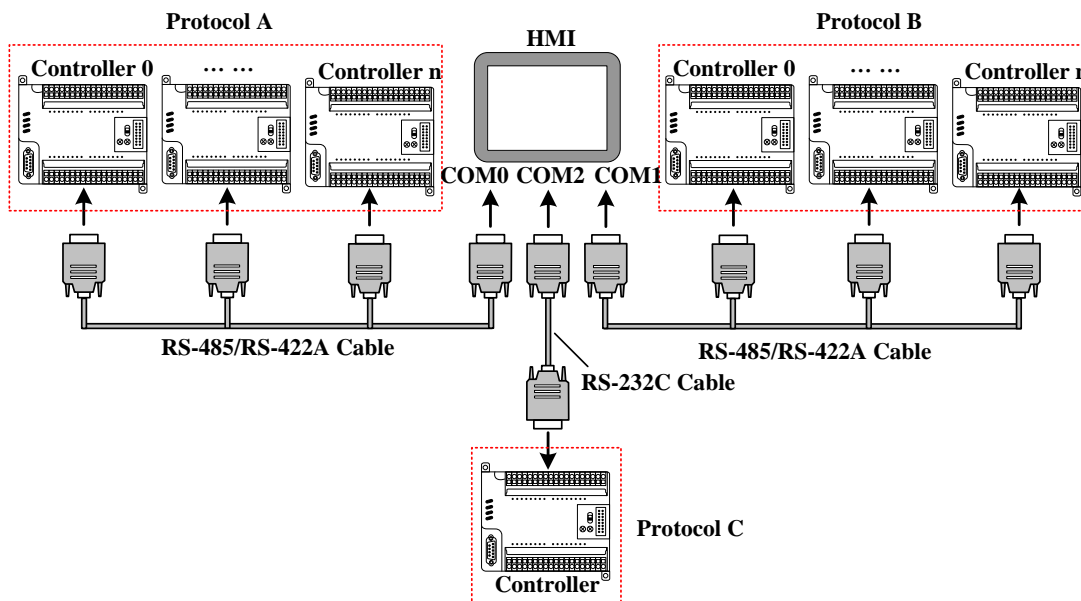 Protocol A
HMI
Protocol B
Controller 0
... ...
Controller n
Controller 0
... ...
Controller n
COM0 COM2 COM1
RS-485/RS-422A Cable
RS-485/RS-422A Cable
RS-232C Cable
Protocol C
Controller